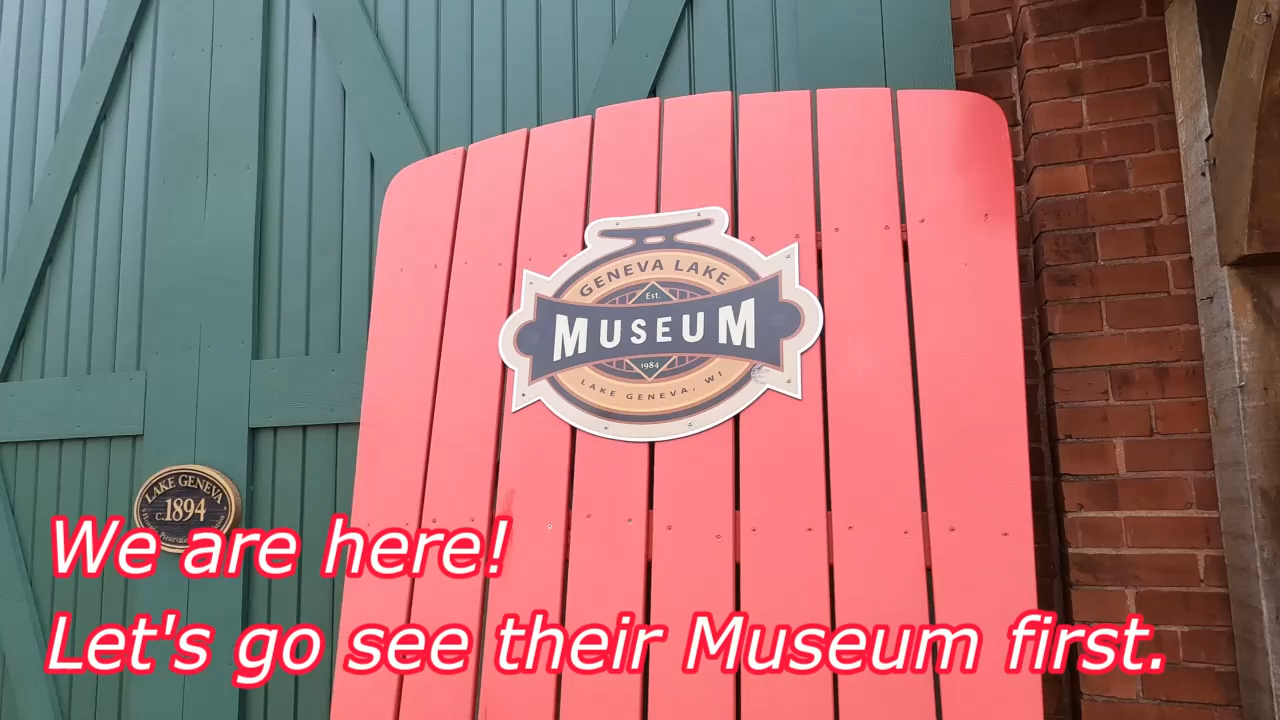 GENEVA LAKE
Est.
MUSEUM
1984
LAKE GENEVA, WI
LAKE GENEVA
C. 1894
We are here!
Let's go see their Museum first.